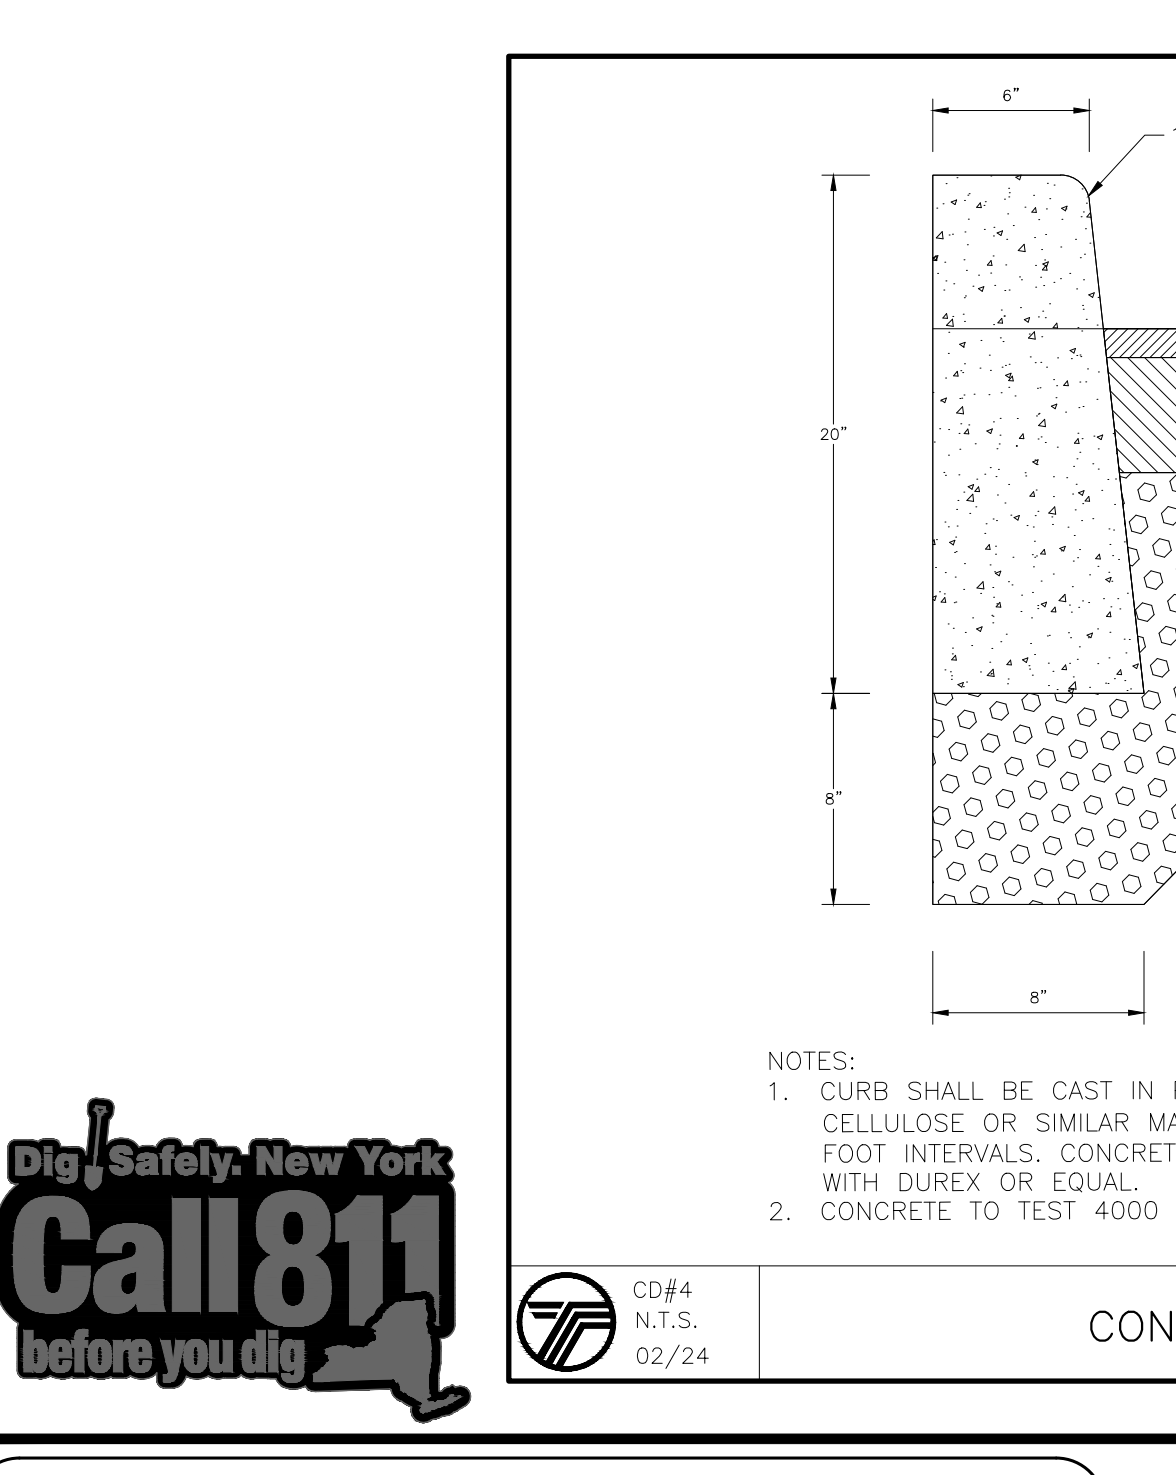 6"
20"
8"
8"
NOTES:
1. CURB SHALL BE CAST IN
CELLULOSE OR SIMILAR MA
FOOT INTERVALS. CONCRET
WITH DUREX OR EQUAL.
2. CONCRETE TO TEST 4000
Dig Safely. New York
Call 811
before you dig
CD#4
N.T.S.
02/24
CON